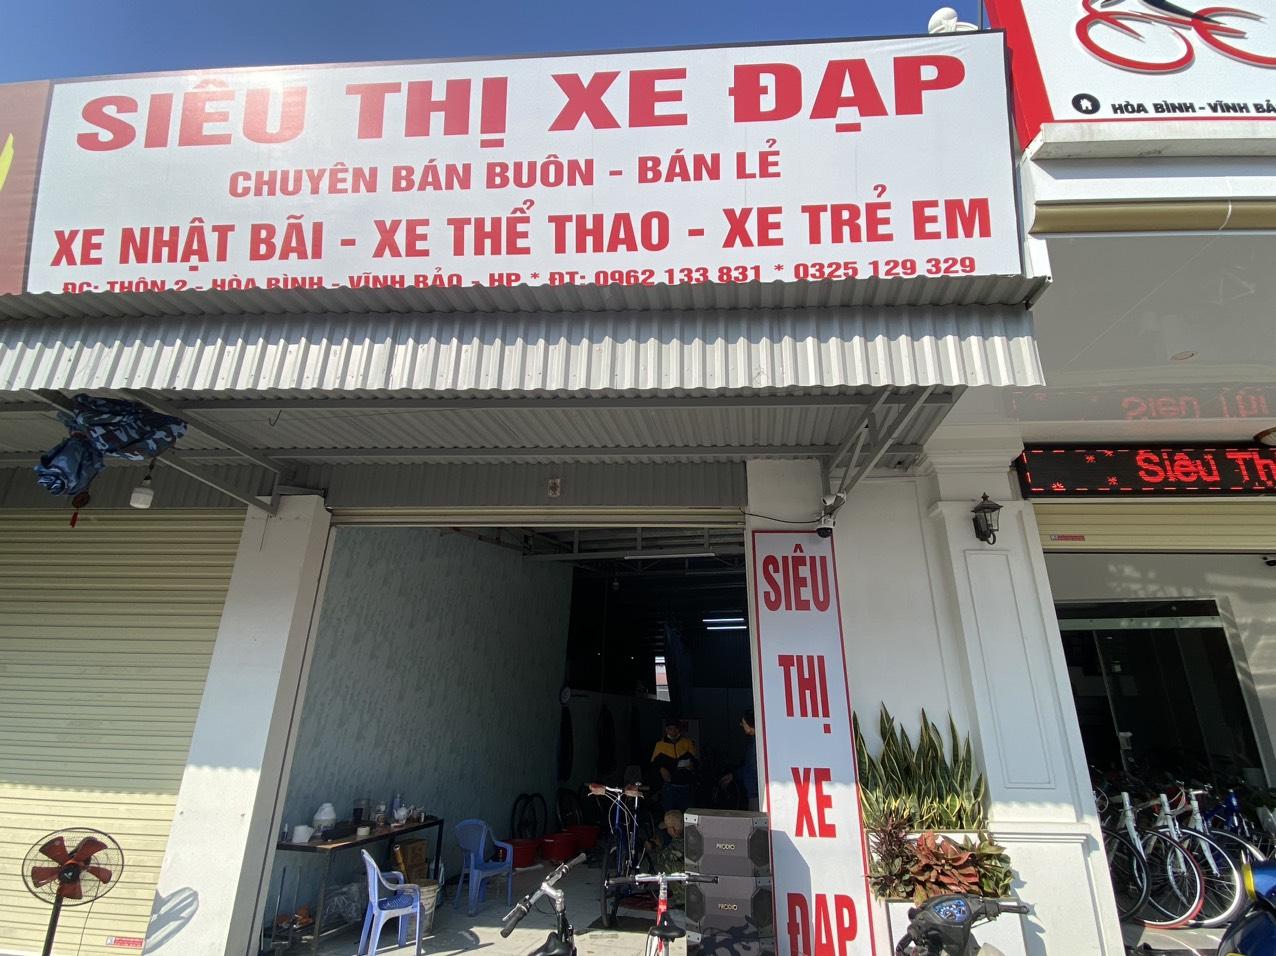 SIÊU THỊ XE ĐẠP
CHUYÊN BÁN BUÔN - BÁN LẺ
XE NHẬT BÃI - XE THỂ THAO - XE TRẺ EM
ĐC: THÔN 2 - HÒA BÌNH - VĨNH BẢO - HP * ĐT: 0962 133 831 * 0325 129 329
HÒA BÌNH - VĨNH BẢ
Siêu Th
SIÊU
THỊ
XE
ĐẠP
PRODIO
PRODIO